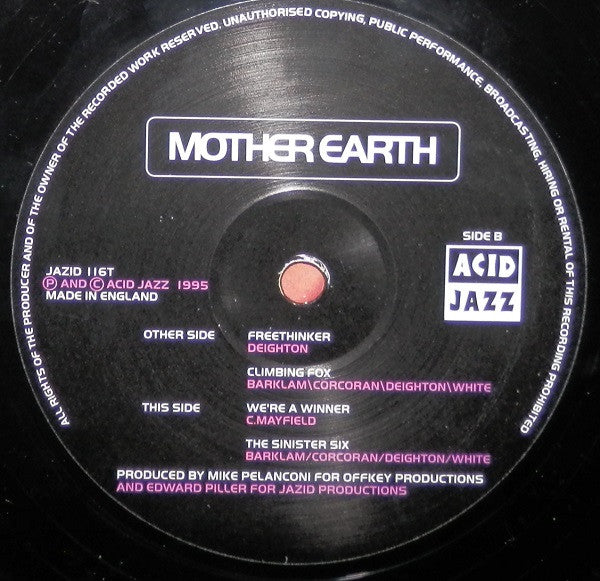 ALL RIGHTS OF THE PRODUCER AND OF THE OWNER OF THE RECORDED WORK RESERVED. UNAUTHORISED COPYING, PUBLIC PERFORMANCE, BROADCASTING, HIRING OR RENTAL OF THIS RECORDING PROHIBITED
MOTHER EARTH
SIDE B
ACID
JAZZ
JAZID 116T
Ⓟ AND © ACID JAZZ 1995
MADE IN ENGLAND
OTHER SIDE FREETHINKER
DEIGHTON
CLIMBING FOX
BARKLAM\CORCORAN\DEIGHTON\WHITE
THIS SIDE WE'RE A WINNER
C.MAYFIELD
THE SINISTER SIX
BARKLAM/CORCORAN/DEIGHTON/WHITE
PRODUCED BY MIKE PELANCONI FOR OFFKEY PRODUCTIONS
AND EDWARD PILLER FOR JAZID PRODUCTIONS